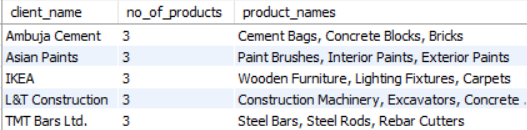 client_name no_of_products product_names
Ambuja Cement 3 Cement Bags, Concrete Blocks, Bricks
Asian Paints 3 Paint Brushes, Interior Paints, Exterior Paints
IKEA 3 Wooden Furniture, Lighting Fixtures, Carpets
L&T Construction 3 Construction Machinery, Excavators, Concrete .
TMT Bars Ltd. 3 Steel Bars, Steel Rods, Rebar Cutters